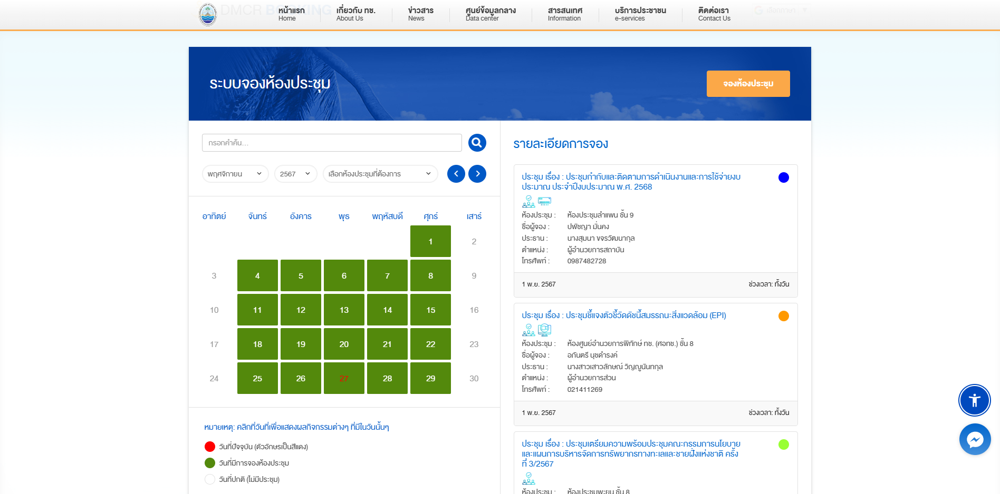 DMCR BOOKING
หน้าแรก
Home
เกี่ยวกับ ทช.
About Us
ข่าวสาร
News
ศูนย์ข้อมูลกลาง
Data center
สารสนเทศ
Information
บริการประชาชน
e-services
ติดต่อเรา
Contact Us
เลือกภาษา
ระบบจองห้องประชุม
จองห้องประชุม
กรอกคำค้น...
พฤศจิกายน 2567 เลือกห้องประชุมที่ต้องการ
อาทิตย์ จันทร์ อังคาร พุธ พฤหัสบดี ศุกร์ เสาร์
1 2
3 4 5 6 7 8 9
10 11 12 13 14 15 16
17 18 19 20 21 22 23
24 25 26 27 28 29 30
หมายเหตุ: คลิกที่วันที่เพื่อแสดงผลกิจกรรมต่างๆ ที่มีในวันนั้นๆ
วันที่ปัจจุบัน (ตัวอักษรเป็นสีแดง)
วันที่มีการจองห้องประชุม
วันที่ปกติ (ไม่มีประชุม)
รายละเอียดการจอง
ประชุม เรื่อง : ประชุมกำกับและติดตามการดำเนินงานและการใช้จ่ายงบ
ประมาณ ประจำปีงบประมาณ พ.ศ. 2568
ห้องประชุม : ห้องประชุมลำแพน ชั้น 9
ชื่อผู้จอง : ปพิชญา มั่นคง
ประธาน : นางสุมนา ขจรวัฒนากุล
ตำแหน่ง : ผู้อำนวยการสถาบัน
โทรศัพท์ : 0987482728
1 พ.ย. 2567 ช่วงเวลา: ทั้งวัน
ประชุม เรื่อง : ประชุมชี้แจงตัวชี้วัดดัชนี้สมรรถนะสิ่งแวดล้อม (EPI)
ห้องประชุม : ห้องศูนย์อำนวยการพิทักษ์ ทช. (ศอทช.) ชั้น 8
ชื่อผู้จอง : อภันตรี นุชดำรงค์
ประธาน : นางสาวเสาวลักษณ์ วิญญูนันทกุล
ตำแหน่ง : ผู้อำนวยการส่วน
โทรศัพท์ : 021411269
1 พ.ย. 2567 ช่วงเวลา: ทั้งวัน
ประชุม เรื่อง : ประชุมเตรียมความพร้อมประชุมคณะกรรมการนโยบาย
และแผนการบริหารจัดการทรัพยากรทางทะเลและชายฝั่งแห่งชาติ ครั้ง
ที่ 3/2567
ห้องประชุม : ห้องประชุมพะยูน ชั้น 8